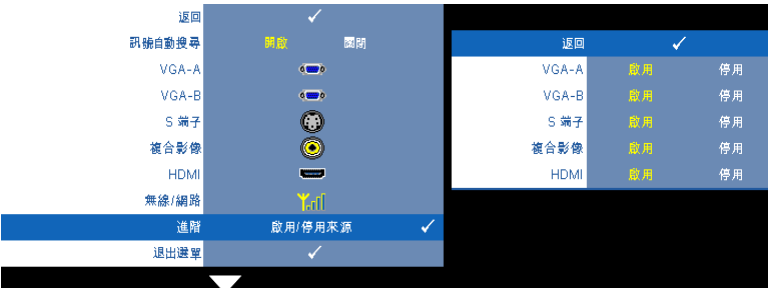 返回
訊號自動搜尋 開啟 關閉
VGA-A
VGA-B
S 端子
複合影像
HDMI
無線/網路
進階 啟用/停用來源
退出選單
返回
VGA-A 啟用 停用
VGA-B 啟用 停用
S 端子 啟用 停用
複合影像 啟用 停用
HDMI 啟用 停用